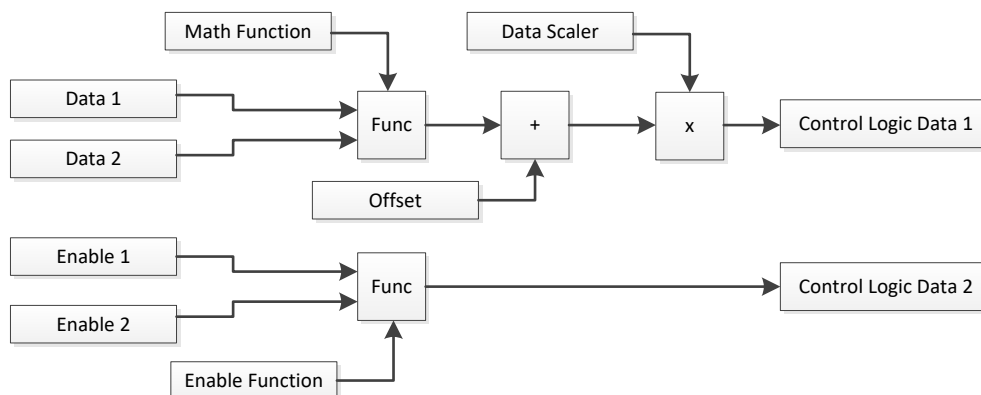 Math Function
Data Scaler
Data 1
Func
+
x
Control Logic Data 1
Data 2
Offset
Enable 1
Func
Control Logic Data 2
Enable 2
Enable Function